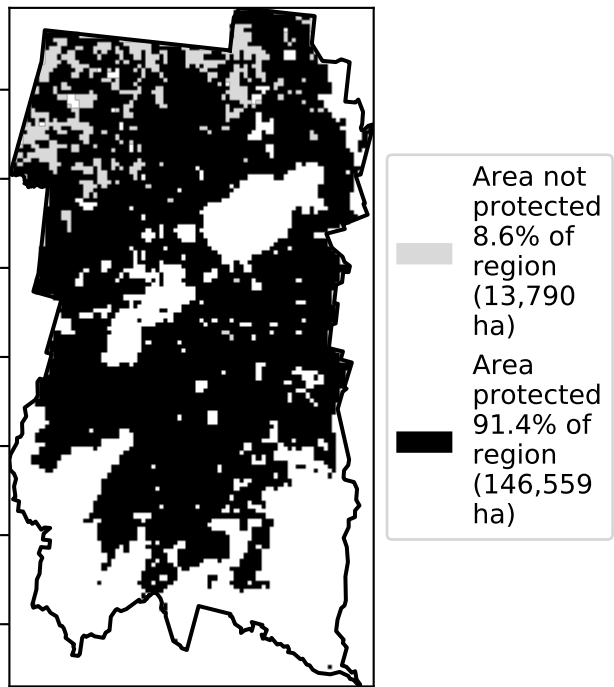 Area not
protected
8.6% of
region
(13,790
ha)
Area
protected
91.4% of
region
(146,559
ha)